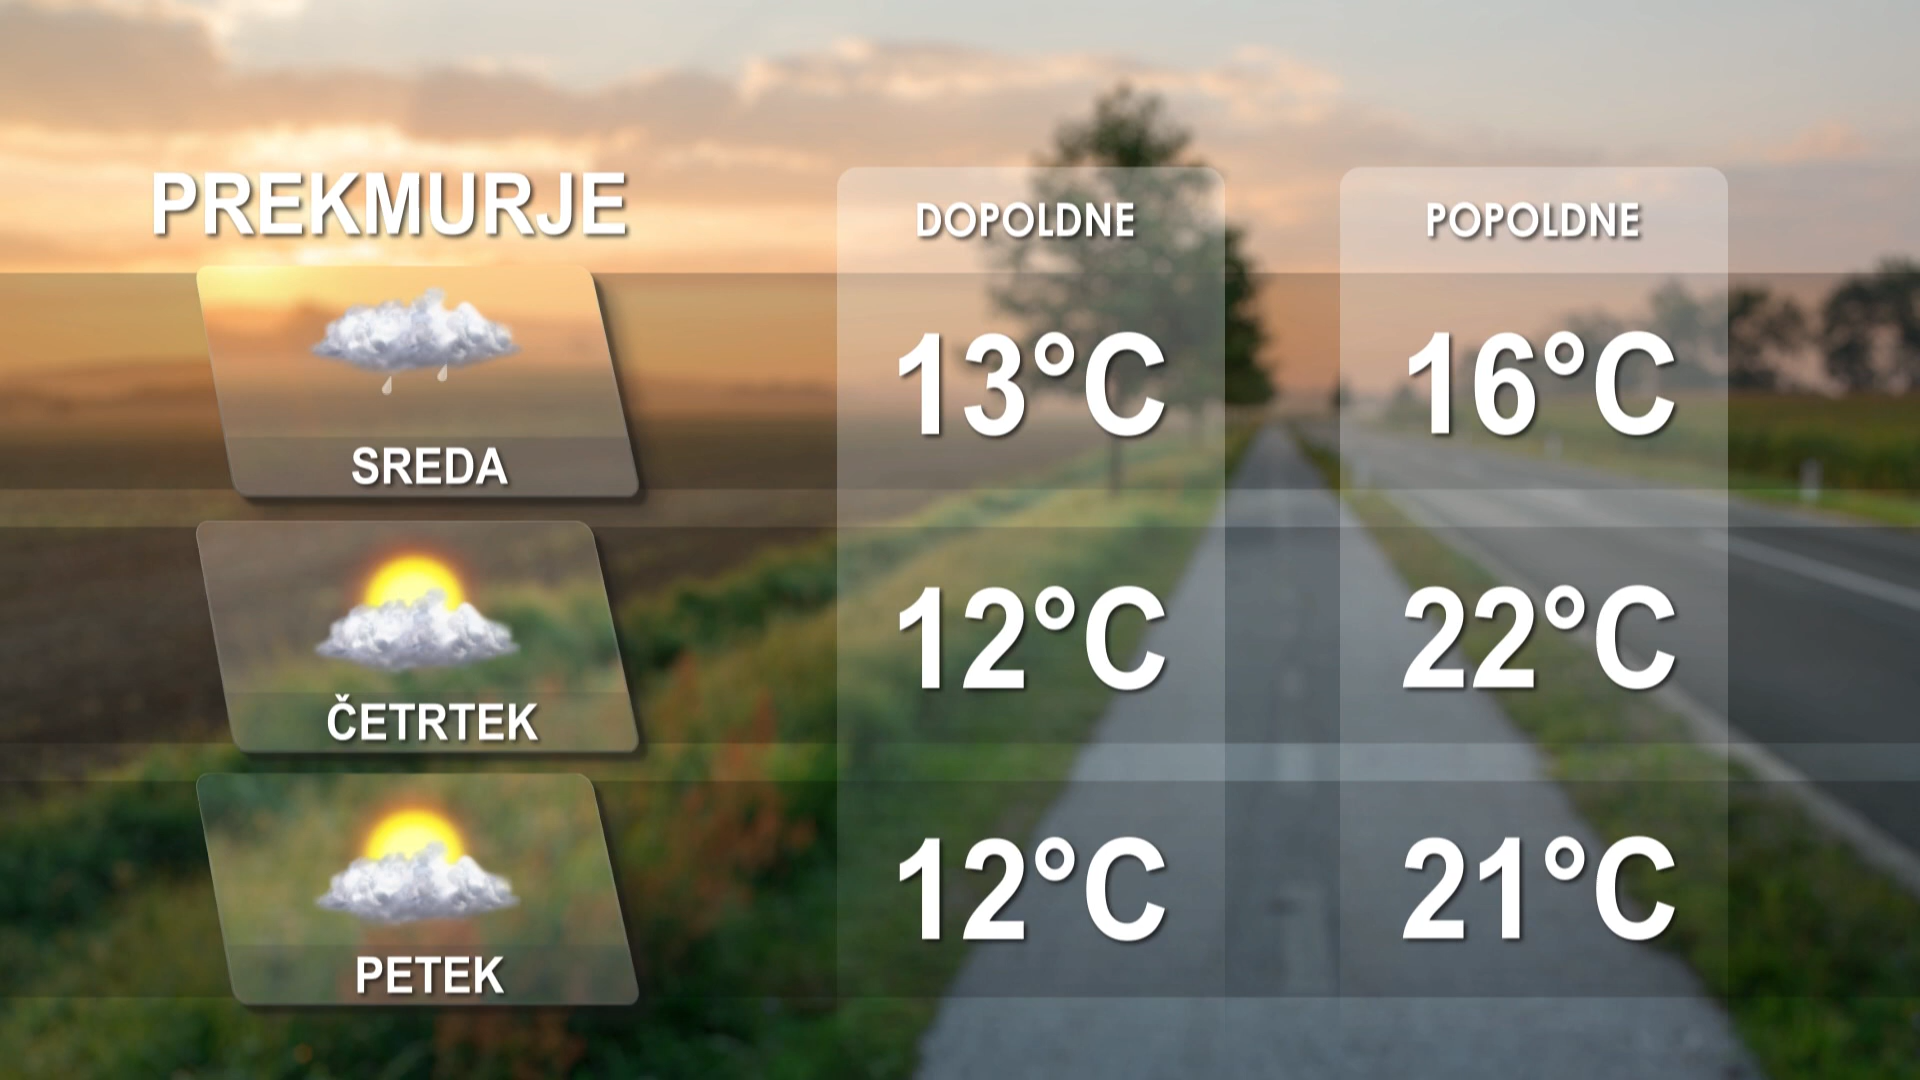 PREKMURJE
DOPOLDNE
POPOLDNE
13°C
16°C
SREDA
12°C
22°C
ČETRTEK
12°C
21°C
PETEK